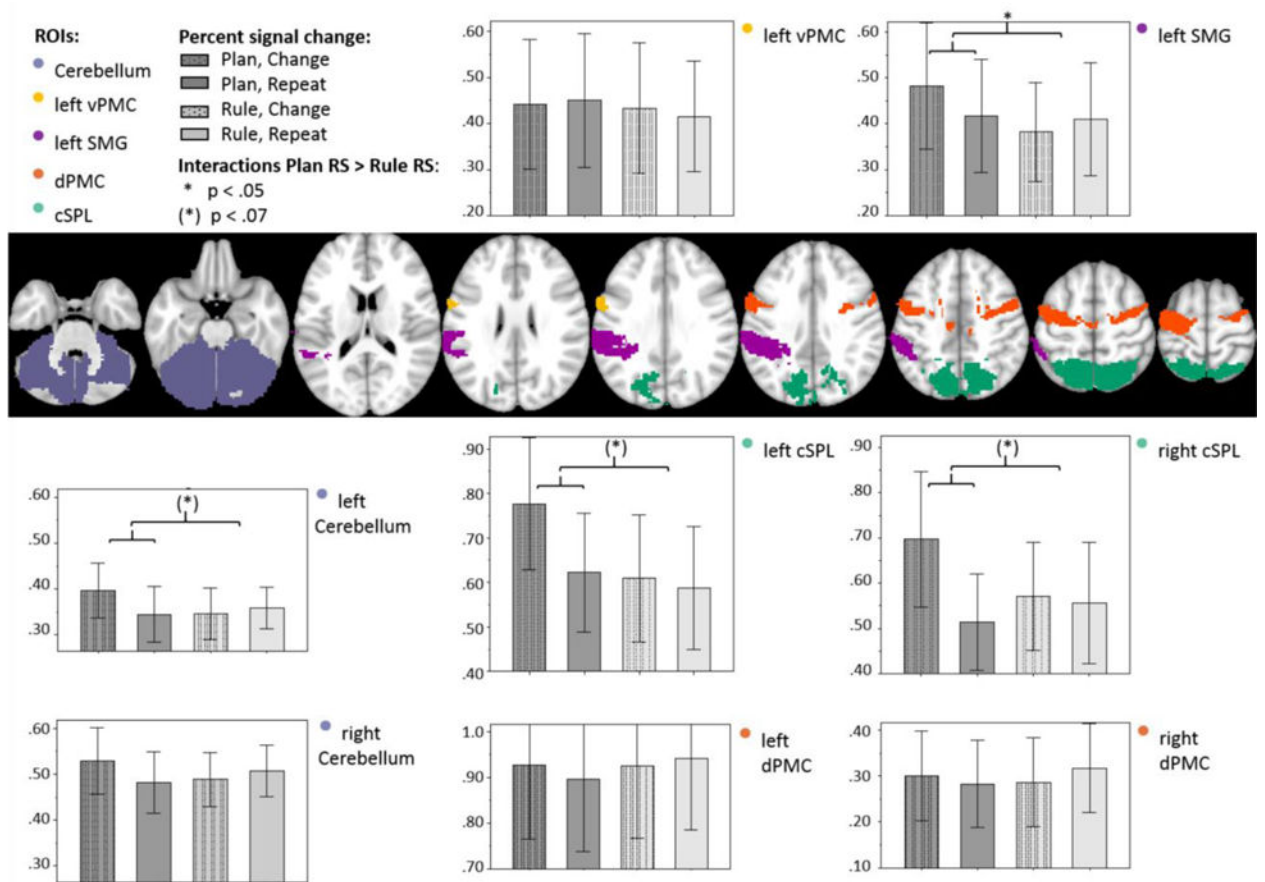 ROIs:
Cerebellum
left vPMC
left SMG
dPMC
cSPL
Percent signal change:
Plan, Change
Plan, Repeat
Rule, Change
Rule, Repeat
Interactions Plan RS > Rule RS:
* p < .05
(*) p < .07
.60
.50
.40
.30
.20
left vPMC
.60
.50
.40
.30
.20
*
left SMG
.60
.50
.40
.30
(*)
left
Cerebellum
.90
.80
.70
.60
.50
.40
(*)
left cSPL
.90
.80
.70
.60
.50
.40
(*)
right cSPL
.60
.50
.40
.30
right
Cerebellum
1.0
.90
.80
.70
left
dPMC
.40
.30
.20
.10
right
dPMC